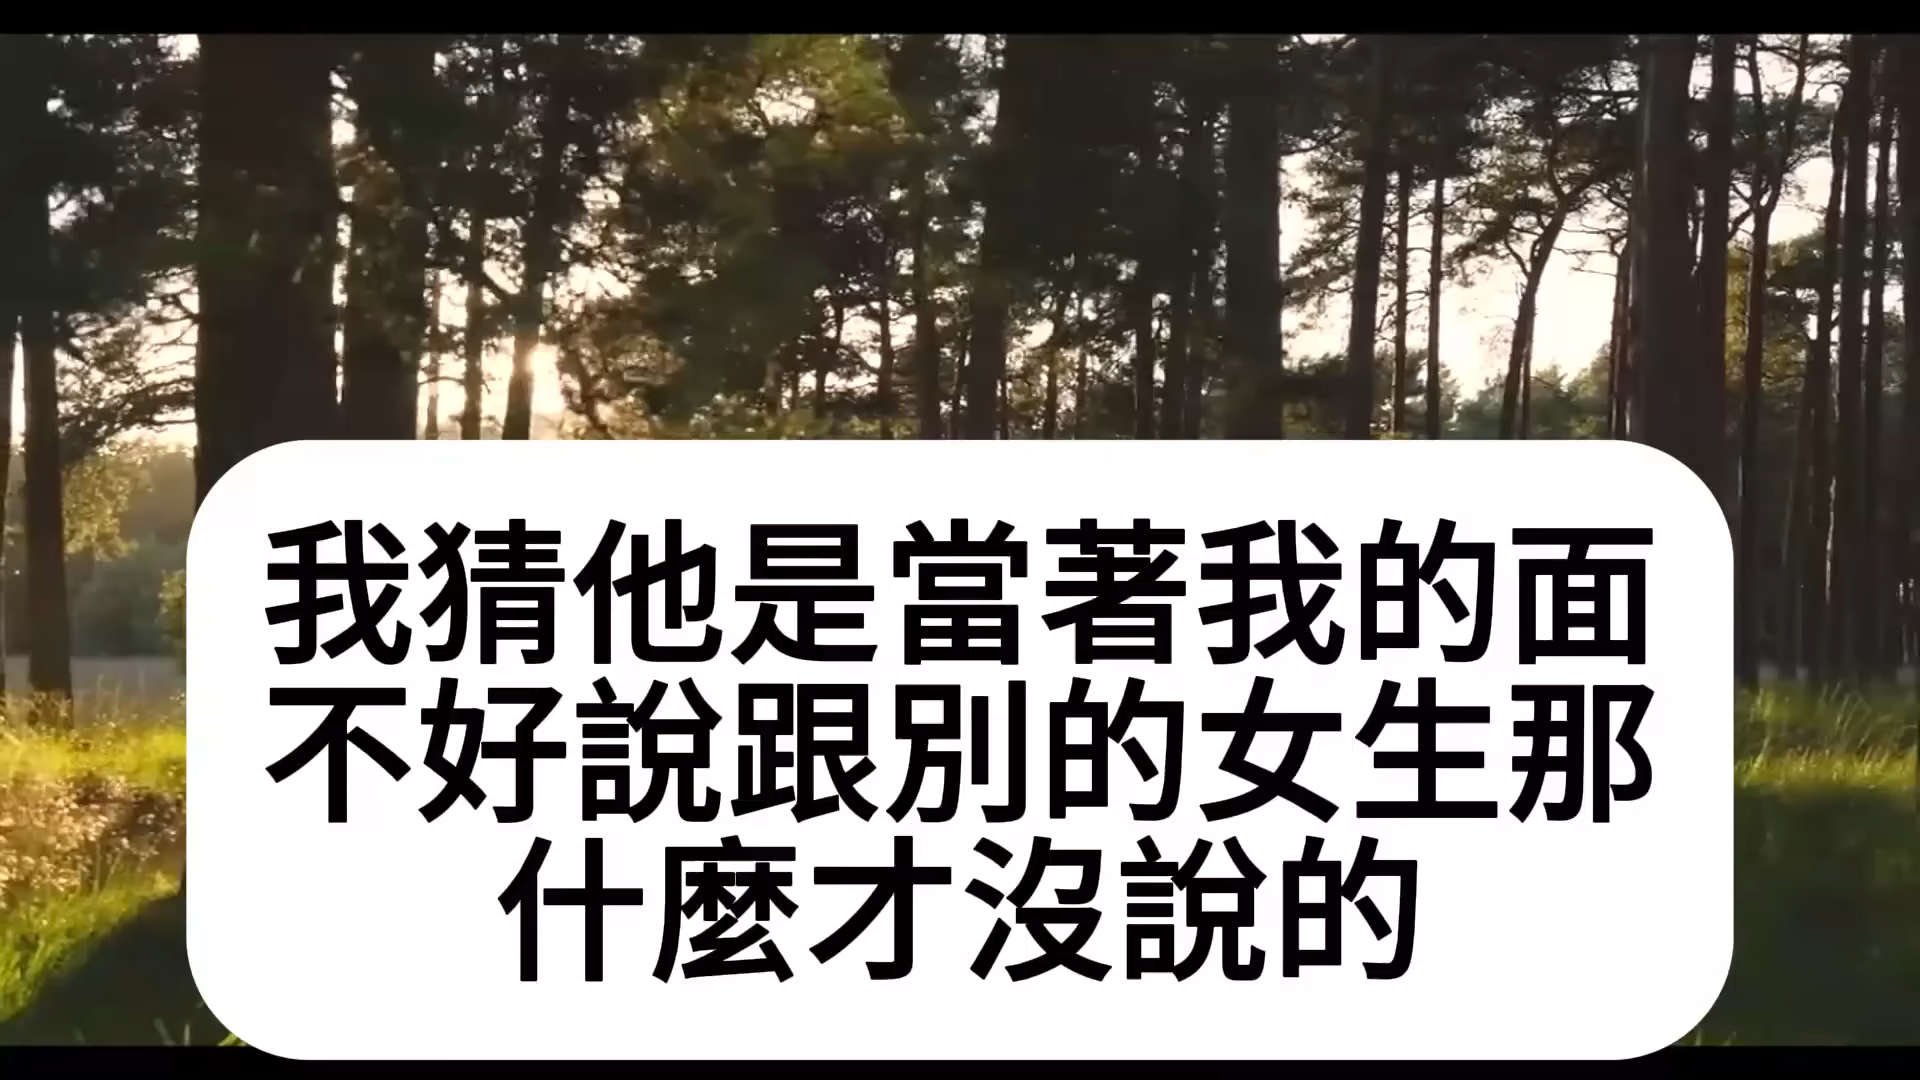 我猜他是當著我的面
不好說跟別的女生那
什麼才沒說的